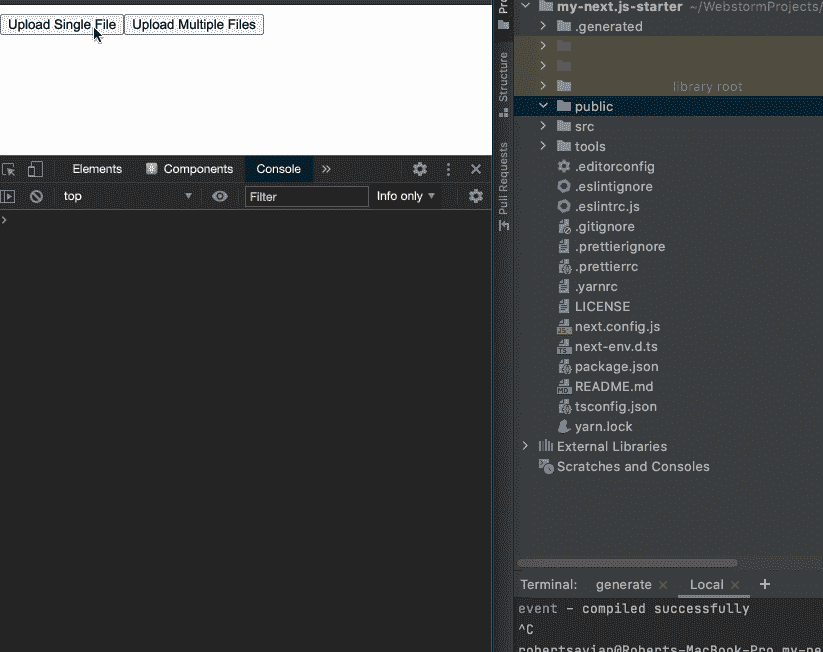 Upload Single File Upload Multiple Files
Elements Components Console »
top Filter Info only
Structure
Pull Requests
my-next.js-starter ~/WebstormProjects/
.generated
library root
public
src
tools
.editorconfig
.eslintignore
.eslintrc.js
.gitignore
.prettierignore
.prettierrc
.yarnrc
LICENSE
next.config.js
next-env.d.ts
package.json
README.md
tsconfig.json
yarn.lock
External Libraries
Scratches and Consoles
Terminal: generate Local
event - compiled successfully
^C
robertsavian@Roberts-MacBook-Pro my-ne